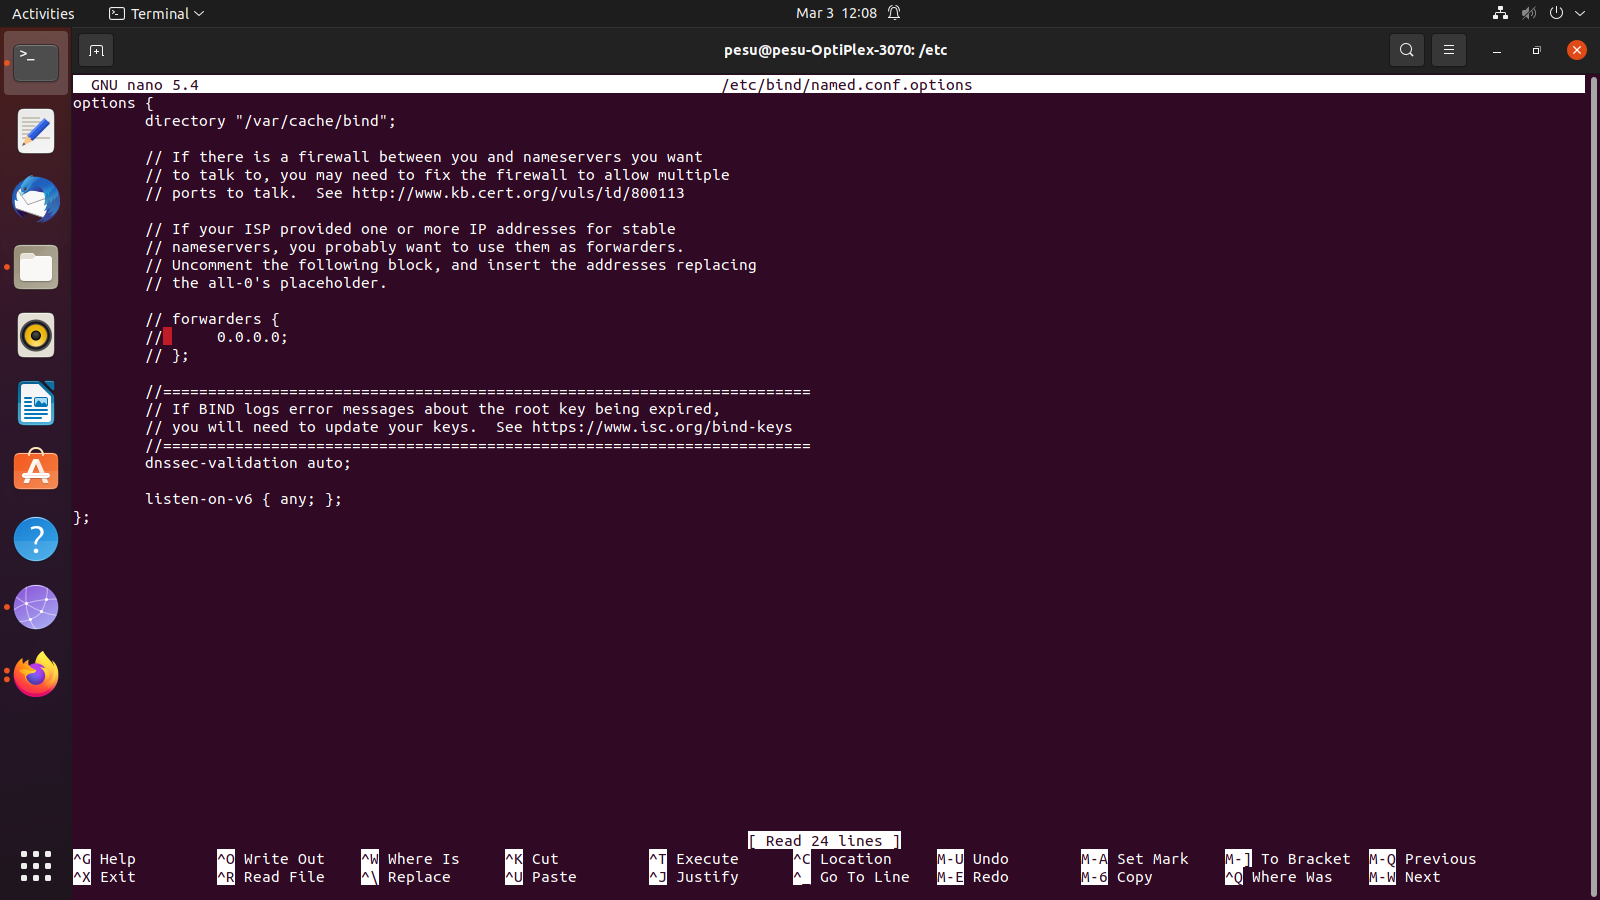 Activities Terminal Mar 3 12:08
pesu@pesu-OptiPlex-3070: /etc
GNU nano 5.4 /etc/bind/named.conf.options
options {
directory "/var/cache/bind";
// If there is a firewall between you and nameservers you want
// to talk to, you may need to fix the firewall to allow multiple
// ports to talk.  See http://www.kb.cert.org/vuls/id/800113
// If your ISP provided one or more IP addresses for stable
// nameservers, you probably want to use them as forwarders.
// Uncomment the following block, and insert the addresses replacing
// the all-0's placeholder.
// forwarders {
//      0.0.0.0;
// };
//========================================================================
// If BIND logs error messages about the root key being expired,
// you will need to update your keys.  See https://www.isc.org/bind-keys
//========================================================================
dnssec-validation auto;
listen-on-v6 { any; };
};
[ Read 24 lines ]
^G Help ^O Write Out ^W Where Is ^K Cut ^T Execute ^C Location M-U Undo M-A Set Mark M-] To Bracket M-Q Previous
^X Exit ^R Read File ^\ Replace ^U Paste ^J Justify ^_ Go To Line M-E Redo M-6 Copy ^Q Where Was M-W Next